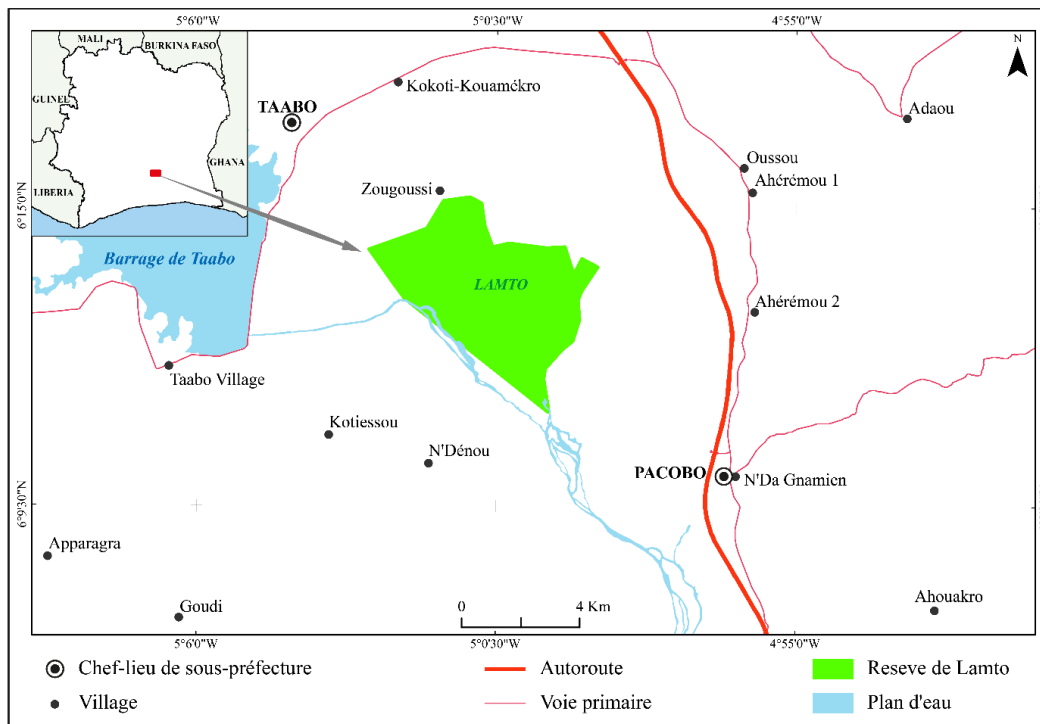 5°6'0"W 5°0'30"W 4°55'0"W
MALI
BURKINA FASO
GUINEL
GHANA
LIBERIA
N
Kokoti-Kouamékro
TAABO
Adaou
Oussou
Ahérémou 1
Zougoussi
6°15'0"N
Barrage de Taabo
LAMTO
Ahérémou 2
Taabo Village
Kotiessou
N'Dénou
PACOBO
N'Da Gnamien
6°9'30"N
Apparagra
Goudi
Ahouakro
0 4 Km
5°6'0"W 5°0'30"W 4°55'0"W
Chef-lieu de sous-préfecture
Autoroute
Reseve de Lamto
Village
Voie primaire
Plan d'eau